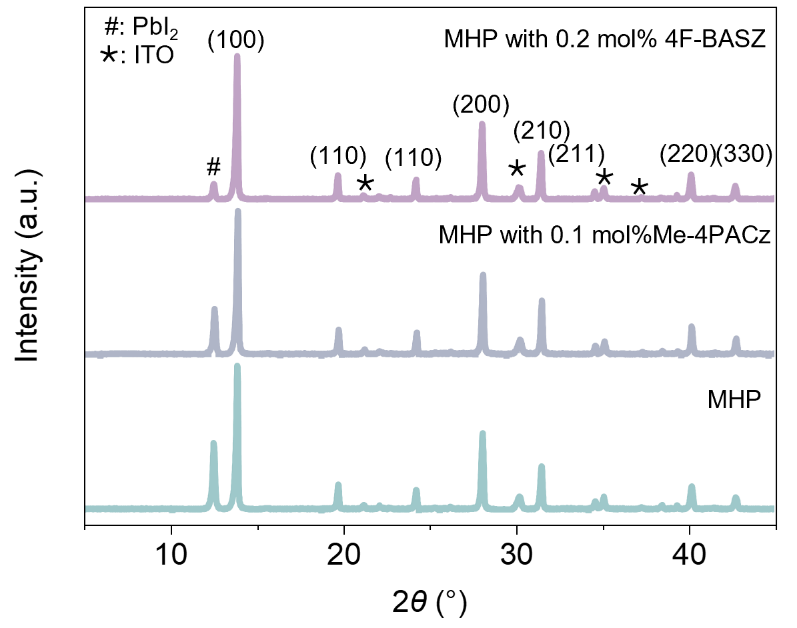 #: PbI₂
★: ITO
(100)
MHP with 0.2 mol% 4F-BASZ
(200)
(210)
#
(110)
★
(110)
★
(211)
★
★
(220)
(330)
MHP with 0.1 mol%Me-4PACz
MHP
Intensity (a.u.)
10 20 30 40
2θ (°)